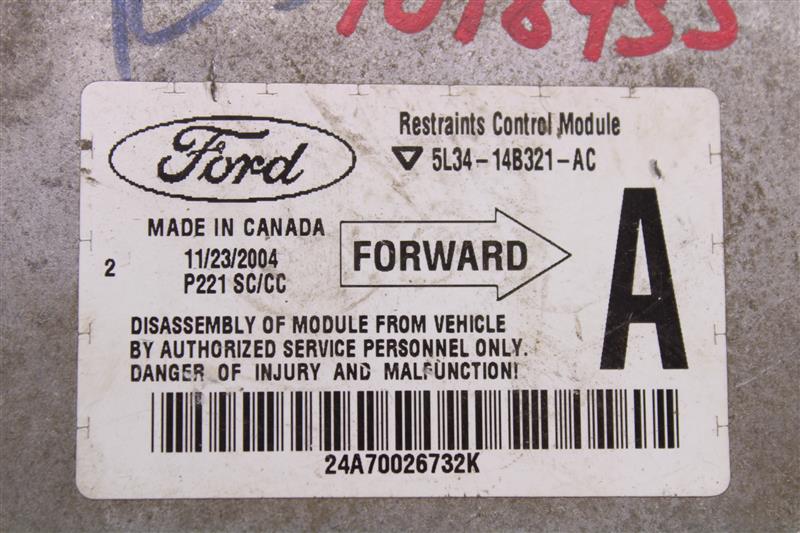 1018955
Ford
Restraints Control Module
5L34-14B321-AC
MADE IN CANADA
11/23/2004
P221 SC/CC
2
FORWARD
A
DISASSEMBLY OF MODULE FROM VEHICLE
BY AUTHORIZED SERVICE PERSONNEL ONLY.
DANGER OF INJURY AND MALFUNCTION!
24A70026732K